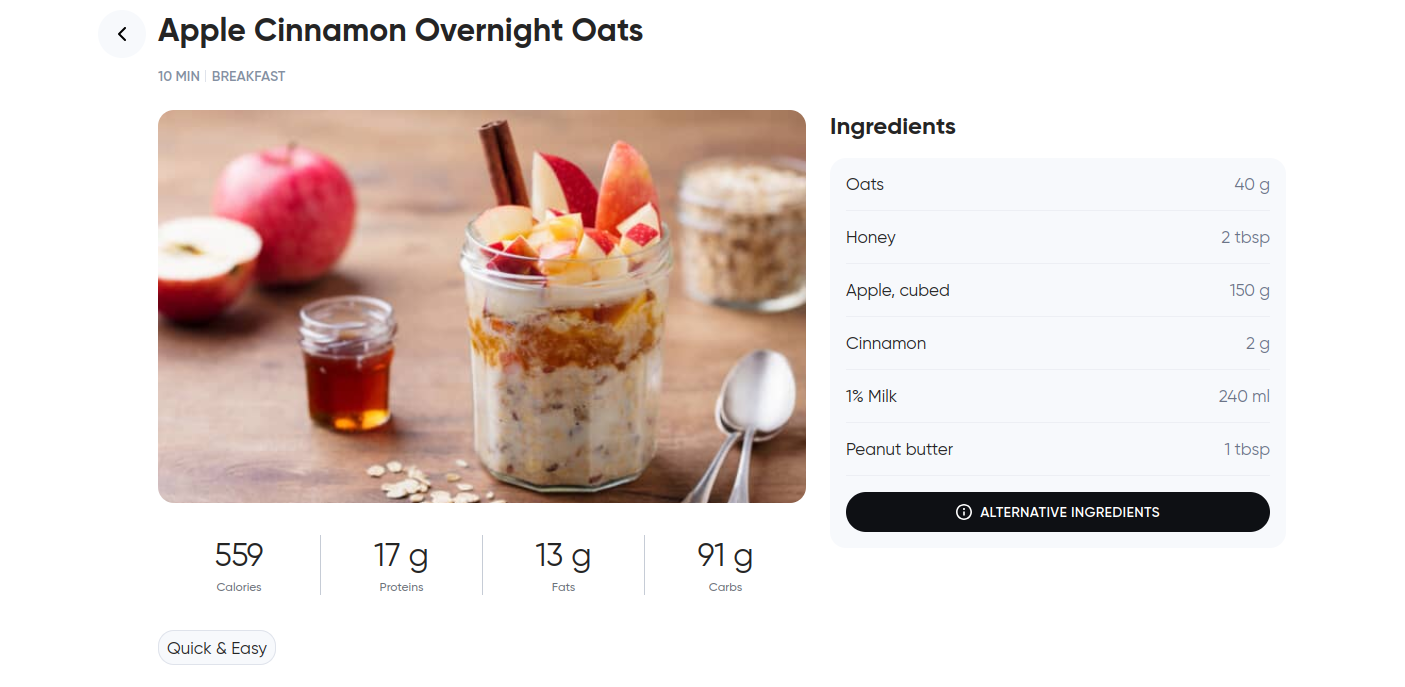 Apple Cinnamon Overnight Oats
10 MIN | BREAKFAST
Ingredients
Oats 40 g
Honey 2 tbsp
Apple, cubed 150 g
Cinnamon 2 g
1% Milk 240 ml
Peanut butter 1 tbsp
ALTERNATIVE INGREDIENTS
559 17 g 13 g 91 g
Calories Proteins Fats Carbs
Quick & Easy